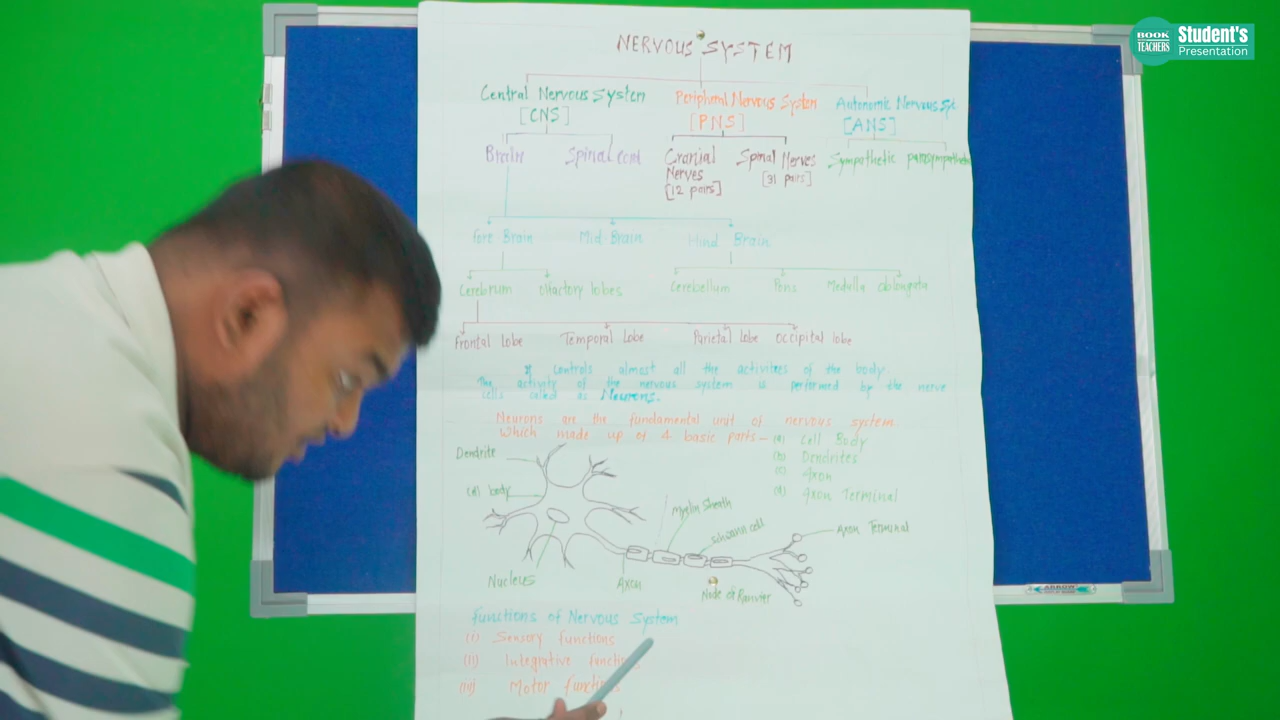 BOOK TEACHERS
Student's
Presentation
NERVOUS SYSTEM
Central Nervous System Peripheral Nervous System Autonomic Nervous
[CNS] [PNS] [ANS]
Brain Spinal Cord Cranial Nerves [12 pairs] Spinal Nerves [31 pairs] Sympathetic parasympathetic
Fore Brain Mid-Brain Hind Brain
Cerebrum Olfactory lobes Cerebellum Pons Medulla oblongata
Frontal lobe Temporal lobe Parietal lobe occipital lobe
It controls almost all the activities of the body.
The activity of the nervous system is performed by the nerve
cells called as Neurons.
Neurons are the fundamental unit of nervous system
Which made up of 4 basic parts— (a) Cell Body
(b) Dendrites
(c) Axon
(d) Axon Terminal
Dendrite
Cell body
Myelin Sheath
Schwann cell
Axon Terminal
Nucleus
Axon
Node of Ranvier
ARROW
Functions of Nervous System
(i) Sensory functions
(ii) Integrative
(iii) Motor